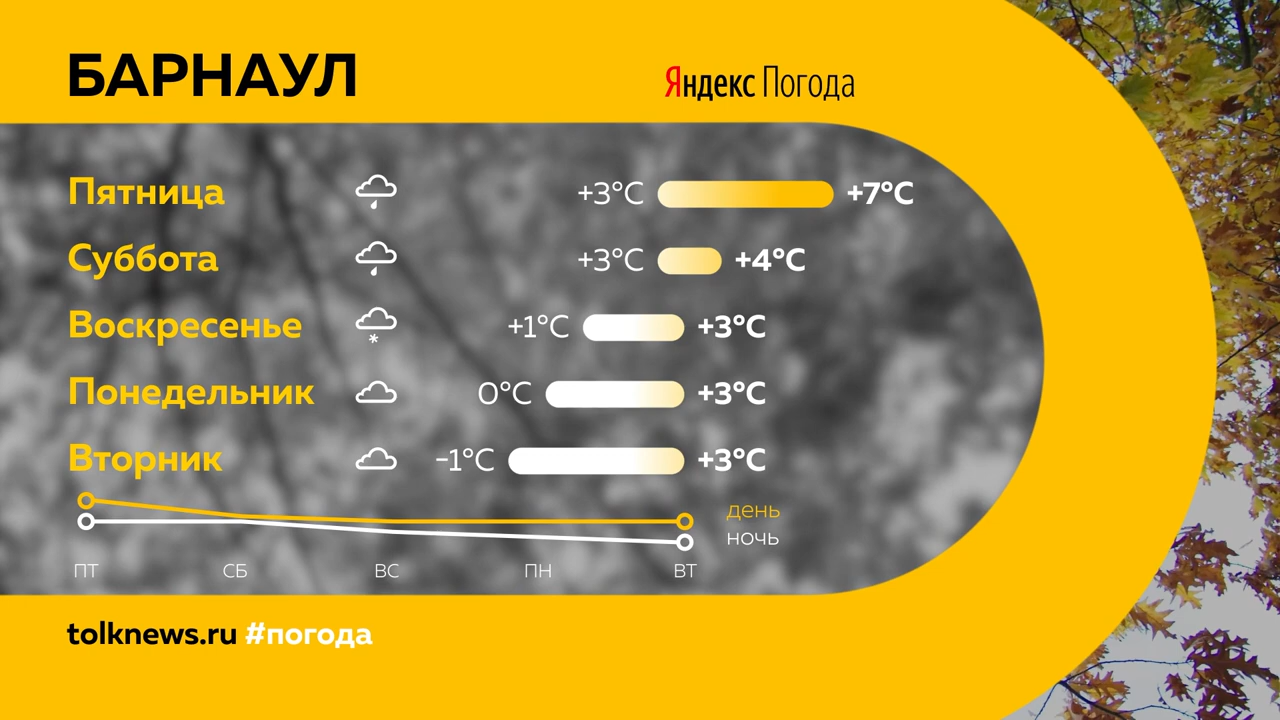 БАРНАУЛ
Яндекс Погода
Пятница +3°C +7°C
Суббота +3°C +4°C
Воскресенье +1°C +3°C
Понедельник 0°C +3°C
Вторник -1°C +3°C
день
ночь
ПТ СБ ВС ПН ВТ
tolknews.ru #погода